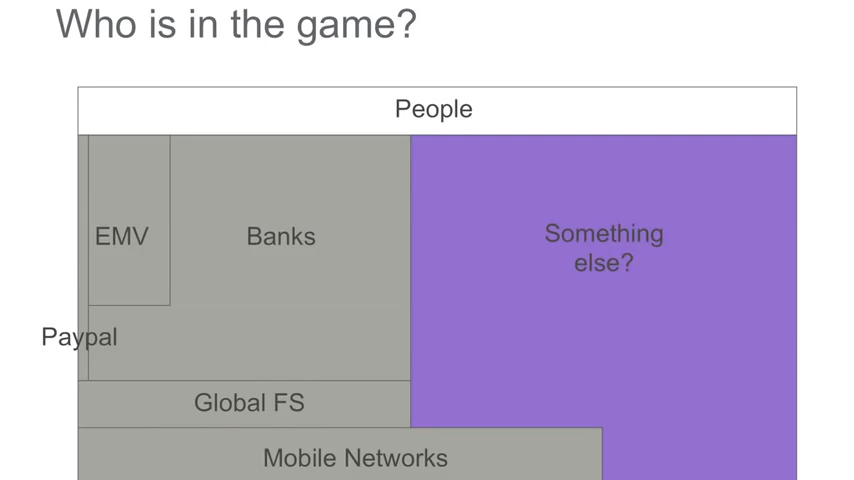 Who is in the game?
People
EMV
Banks
Something
else?
Paypal
Global FS
Mobile Networks